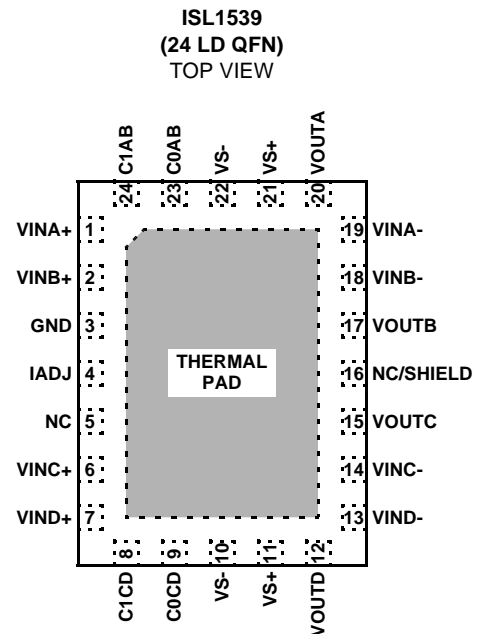 ISL1539
(24 LD QFN)
TOP VIEW
24 C1AB
23 C0AB
22 VS-
21 VS+
20 VOUTA
VINA+ 1
VINB+ 2
GND 3
IADJ 4
NC 5
VINC+ 6
VIND+ 7
THERMAL
PAD
19 VINA-
18 VINB-
17 VOUTB
16 NC/SHIELD
15 VOUTC
14 VINC-
13 VIND-
C1CD 8
C0CD 9
VS- 10
VS+ 11
VOUTD 12